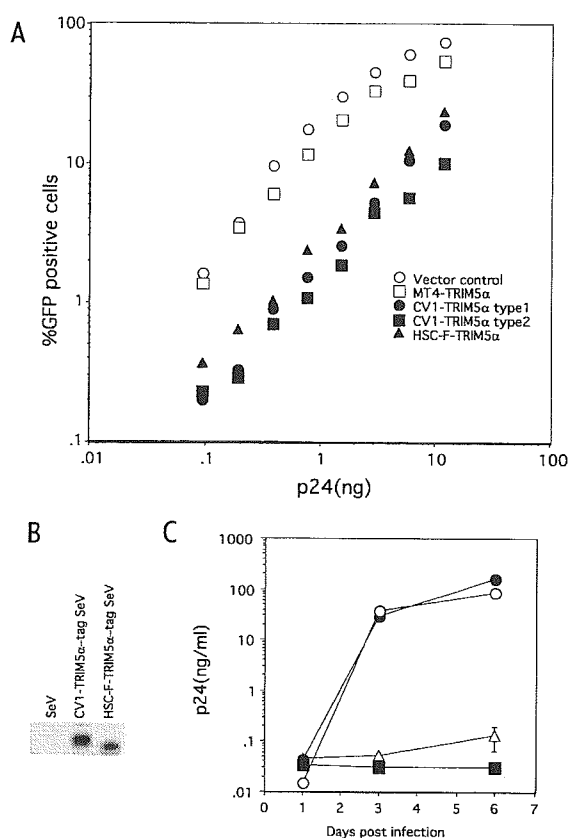 A
100
10
1
.1
%GFP positive cells
Vector control
MT4-TRIM5α
CV1-TRIM5α type1
CV1-TRIM5α type2
HSC-F-TRIM5α
.01
.1
1
10
100
p24(ng)
B
SeV
CV1-TRIM5α-tag SeV
HSC-F-TRIM5α-tag SeV
C
1000
100
10
1
.1
.01
p24(ng/ml)
0
1
2
3
4
5
6
7
Days post infection